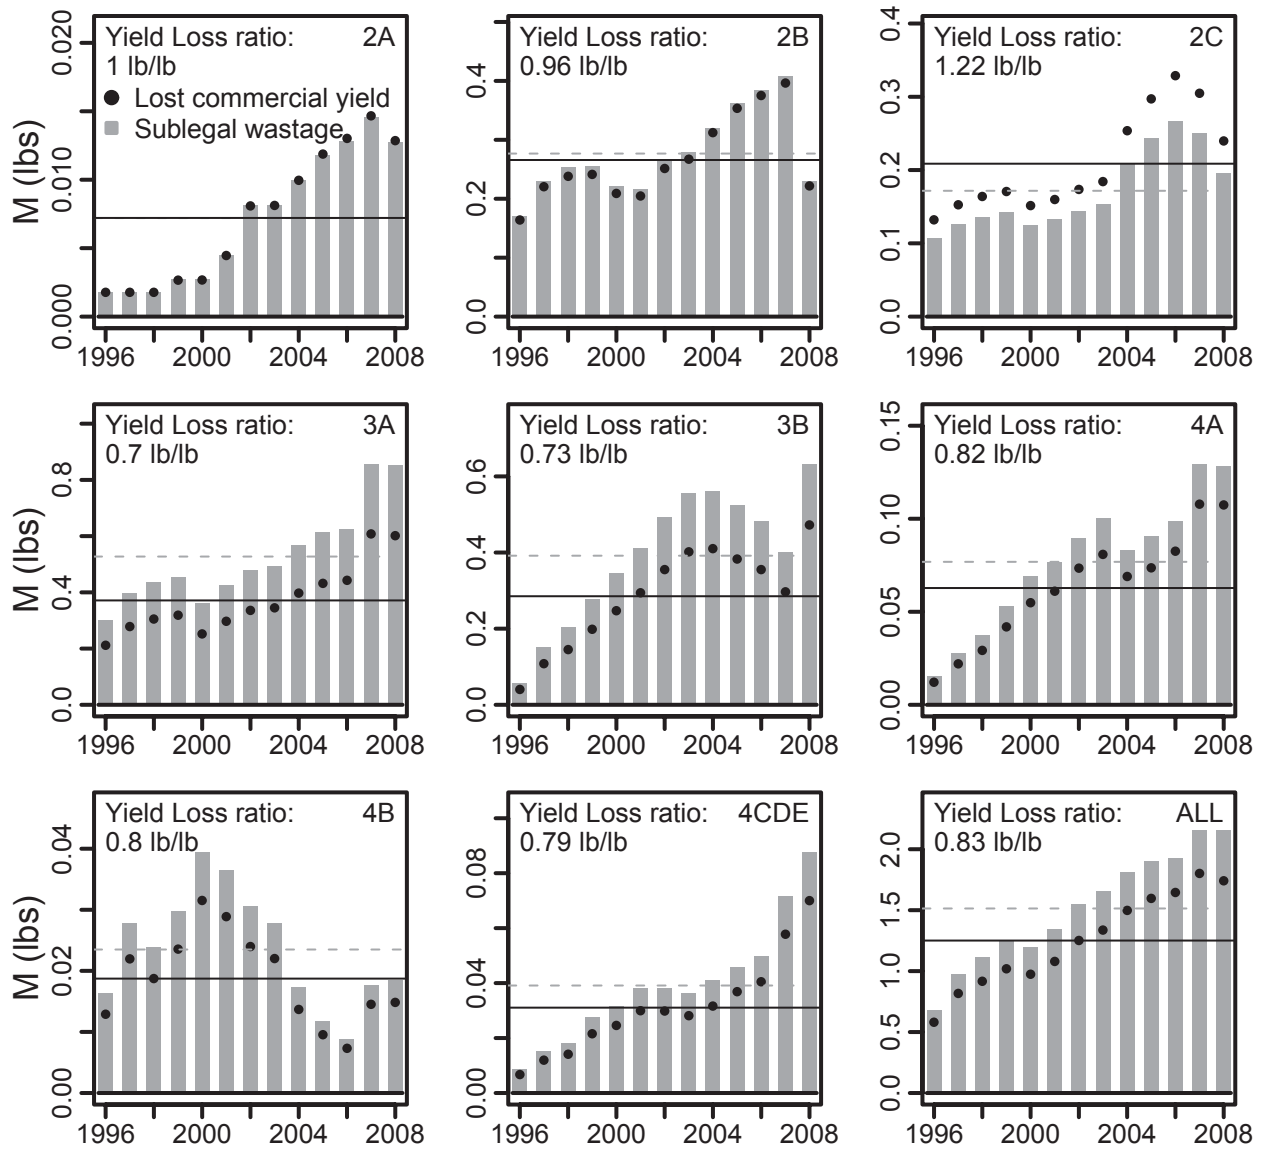 Yield Loss ratio: 2A
1 lb/lb
Lost commercial yield
Sublegal wastage
M (lbs)
0.020
0.010
0.000
1996 2000 2004 2008
Yield Loss ratio: 2B
0.96 lb/lb
0.4
0.2
0.0
1996 2000 2004 2008
Yield Loss ratio: 2C
1.22 lb/lb
0.4
0.3
0.2
0.1
0.0
1996 2000 2004 2008
Yield Loss ratio: 3A
0.7 lb/lb
M (lbs)
0.8
0.4
0.0
1996 2000 2004 2008
Yield Loss ratio: 3B
0.73 lb/lb
0.6
0.4
0.2
0.0
1996 2000 2004 2008
Yield Loss ratio: 4A
0.82 lb/lb
0.15
0.10
0.05
0.00
1996 2000 2004 2008
Yield Loss ratio: 4B
0.8 lb/lb
M (lbs)
0.04
0.02
0.00
1996 2000 2004 2008
Yield Loss ratio: 4CDE
0.79 lb/lb
0.08
0.04
0.00
1996 2000 2004 2008
Yield Loss ratio: ALL
0.83 lb/lb
2.0
1.5
1.0
0.5
0.0
1996 2000 2004 2008